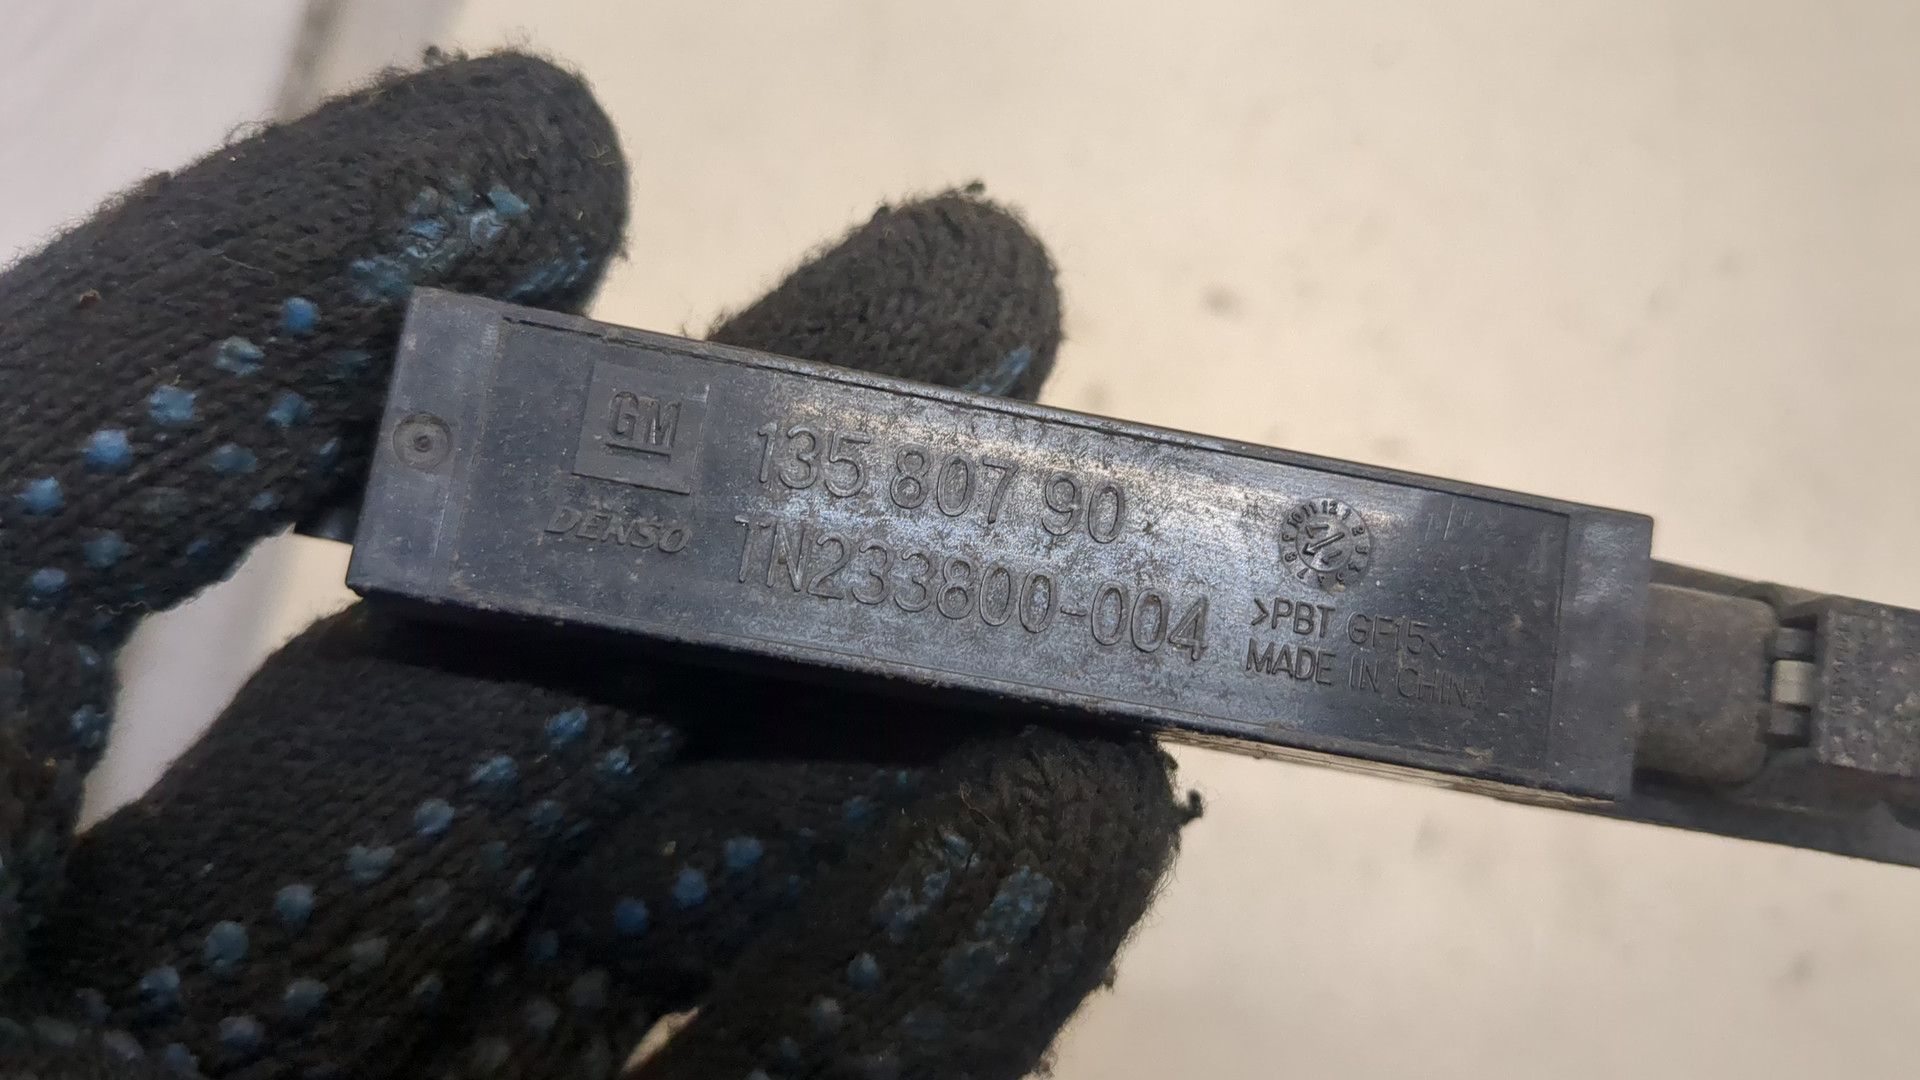 GM
135 807 90
DENSO
TN233800-004
>PBT GF15<
MADE IN CHINA